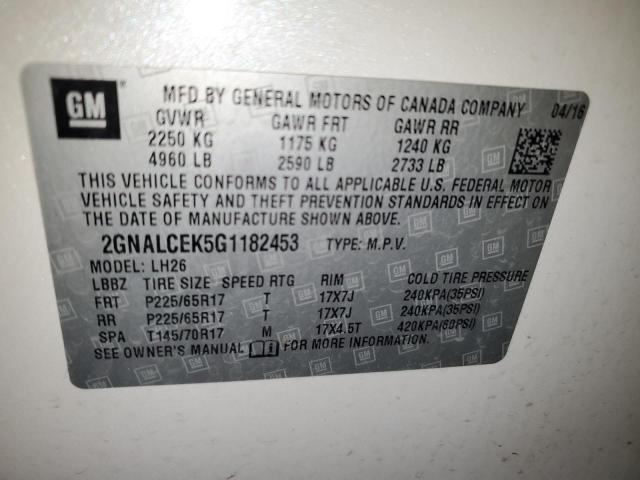 GM
MFD BY GENERAL MOTORS OF CANADA COMPANY 04/16
GVWR GAWR FRT GAWR RR
2250 KG 1175 KG 1240 KG
4960 LB 2590 LB 2733 LB
THIS VEHICLE CONFORMS TO ALL APPLICABLE U.S. FEDERAL MOTOR
VEHICLE SAFETY AND THEFT PREVENTION STANDARDS IN EFFECT ON
THE DATE OF MANUFACTURE SHOWN ABOVE.
2GNALCEK5G1182453 TYPE: M.P.V.
MODEL: LH26
LBBZ TIRE SIZE SPEED RTG RIM COLD TIRE PRESSURE
FRT P225/65R17 T 17X7J 240KPA(35PSI)
RR P225/65R17 T 17X7J 240KPA(35PSI)
SPA T145/70R17 M 17X4.5T 420KPA(60PSI)
SEE OWNER'S MANUAL FOR MORE INFORMATION.